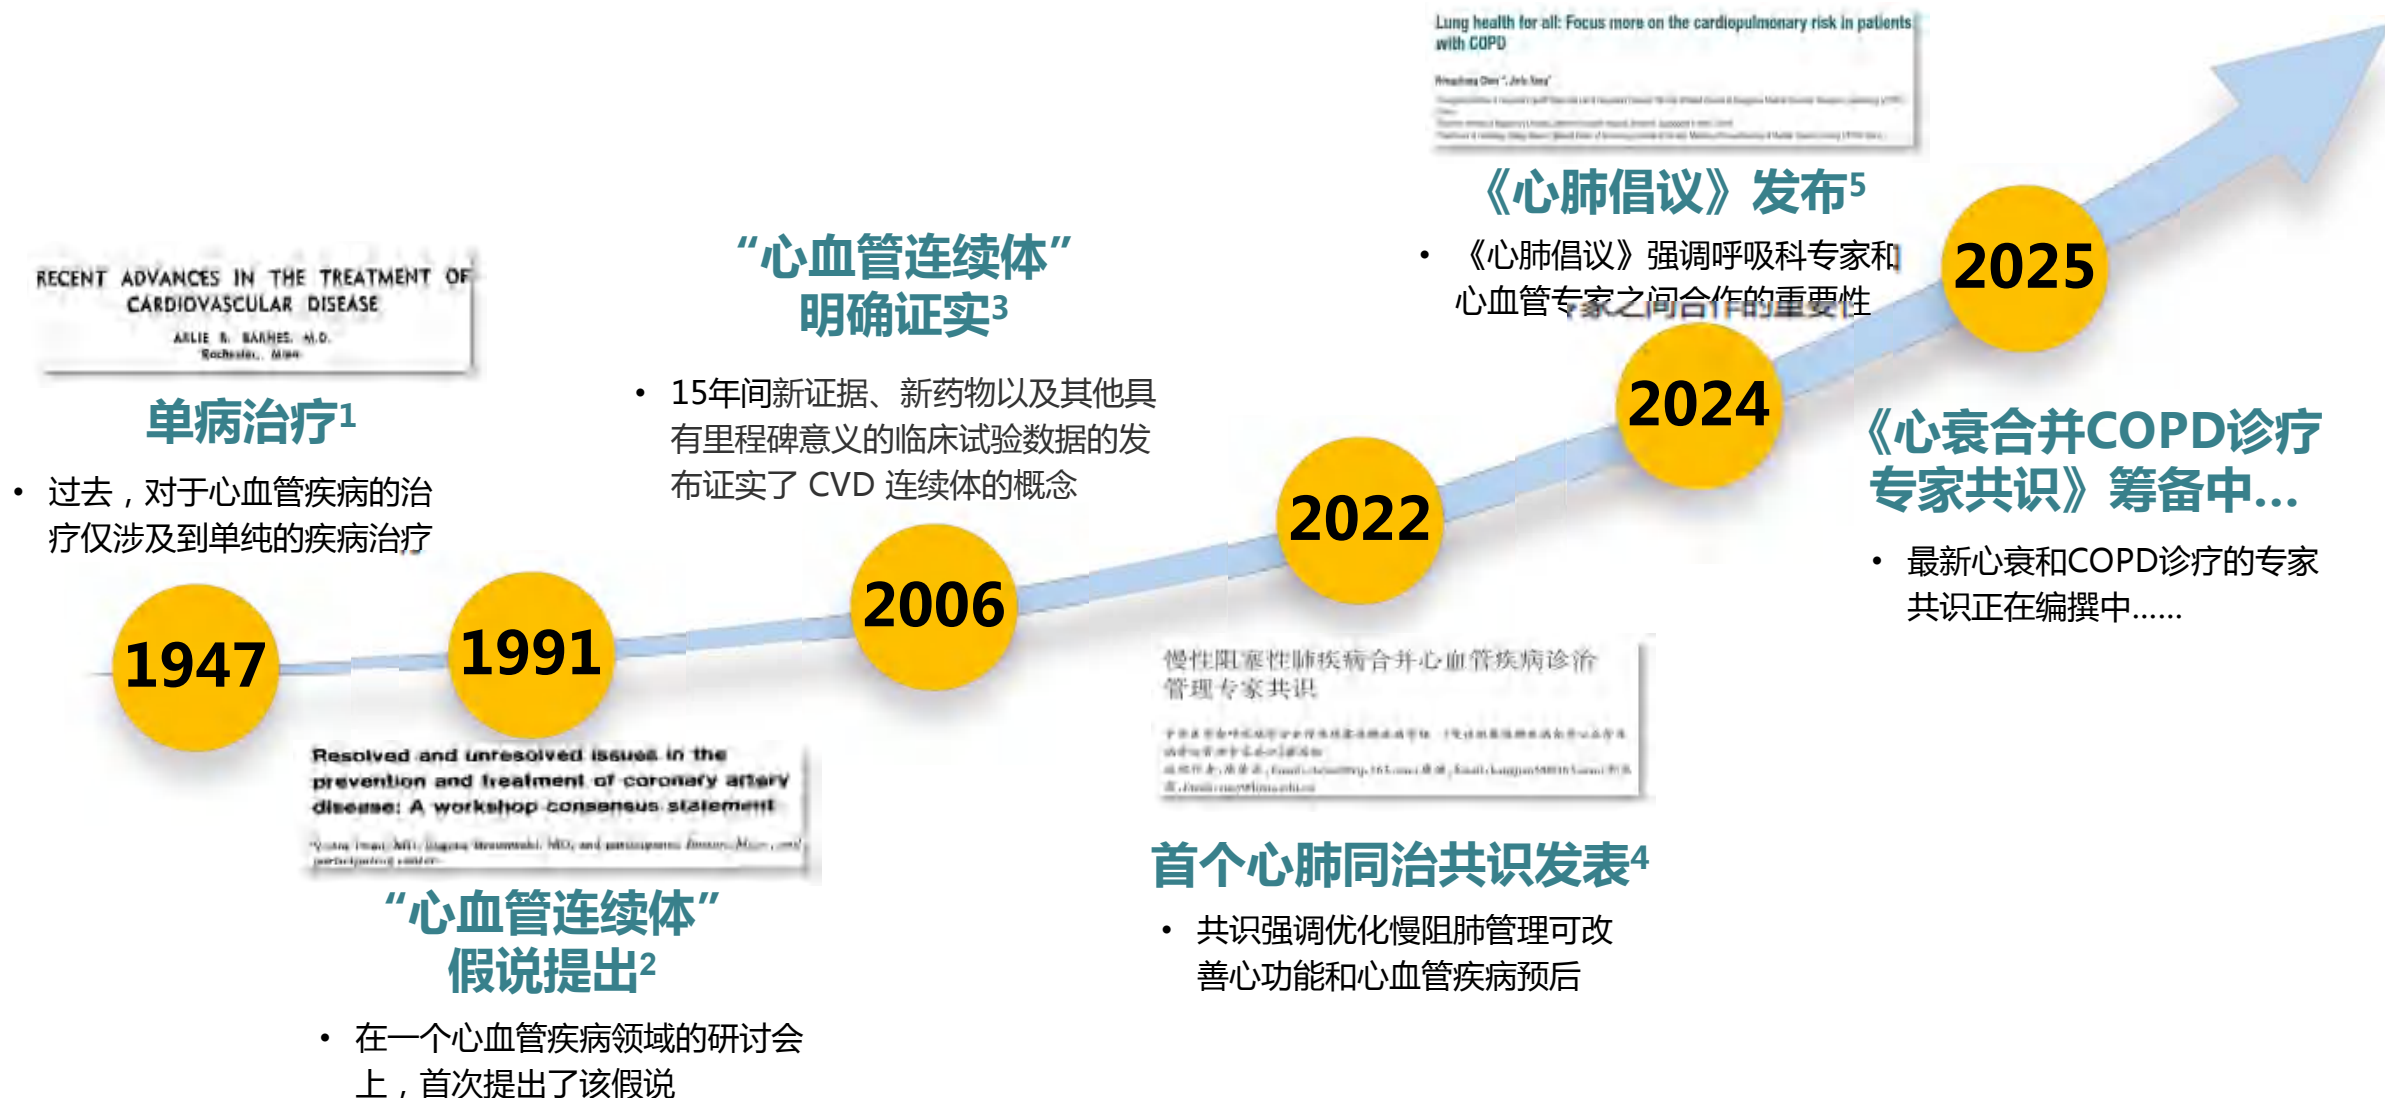 RECENT ADVANCES IN THE TREATMENT OF
CARDIOVASCULAR DISEASE
ARLIE R. BARNES, M.D.
Rochester, Minn
单病治疗1
• 过去，对于心血管疾病的治
疗仅涉及到单纯的疾病治疗
1947
1991
Resolved and unresolved issues in the
prevention and treatment of coronary artery
disease: A workshop consensus statement
“心血管连续体”
假说提出2
• 在一个心血管疾病领域的研讨会
上，首次提出了该假说
“心血管连续体”
明确证实3
• 15年间新证据、新药物以及其他具
有里程碑意义的临床试验数据的发
布证实了 CVD 连续体的概念
2006
2022
慢性阻塞性肺疾病合并心血管疾病诊治
管理专家共识
首个心肺同治共识发表4
• 共识强调优化慢阻肺管理可改
善心功能和心血管疾病预后
Lung health for all: Focus more on the cardiopulmonary risk in patients
with COPD
《心肺倡议》发布5
• 《心肺倡议》强调呼吸科专家和
心血管专家之间合作的重要性
2024
2025
《心衰合并COPD诊疗
专家共识》筹备中...
• 最新心衰和COPD诊疗的专家
共识正在编撰中......